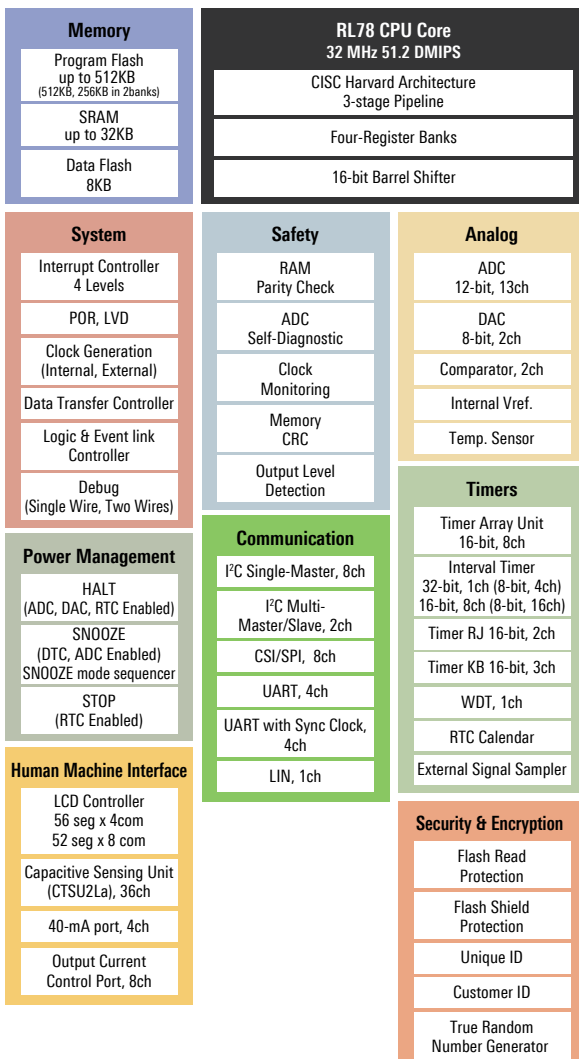 Memory
Program Flash
up to 512KB
(512KB, 256KB in 2banks)
SRAM
up to 32KB
Data Flash
8KB
RL78 CPU Core
32 MHz 51.2 DMIPS
CISC Harvard Architecture
3-stage Pipeline
Four-Register Banks
16-bit Barrel Shifter
System
Interrupt Controller
4 Levels
POR, LVD
Clock Generation
(Internal, External)
Data Transfer Controller
Logic & Event link
Controller
Debug
(Single Wire, Two Wires)
Safety
RAM
Parity Check
ADC
Self-Diagnostic
Clock
Monitoring
Memory
CRC
Output Level
Detection
Analog
ADC
12-bit, 13ch
DAC
8-bit, 2ch
Comparator, 2ch
Internal Vref.
Temp. Sensor
Power Management
HALT
(ADC, DAC, RTC Enabled)
SNOOZE
(DTC, ADC Enabled)
SNOOZE mode sequencer
STOP
(RTC Enabled)
Communication
I²C Single-Master, 8ch
I²C Multi-
Master/Slave, 2ch
CSI/SPI, 8ch
UART, 4ch
UART with Sync Clock,
4ch
LIN, 1ch
Timers
Timer Array Unit
16-bit, 8ch
Interval Timer
32-bit, 1ch (8-bit, 4ch)
16-bit, 8ch (8-bit, 16ch)
Timer RJ 16-bit, 2ch
Timer KB 16-bit, 3ch
WDT, 1ch
RTC Calendar
External Signal Sampler
Human Machine Interface
LCD Controller
56 seg x 4com
52 seg x 8 com
Capacitive Sensing Unit
(CTSU2La), 36ch
40-mA port, 4ch
Output Current
Control Port, 8ch
Security & Encryption
Flash Read
Protection
Flash Shield
Protection
Unique ID
Customer ID
True Random
Number Generator